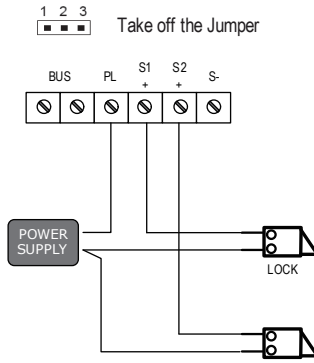 1 2 3
Take off the Jumper
BUS PL S1 S2 S-
+ +
POWER
SUPPLY
LOCK